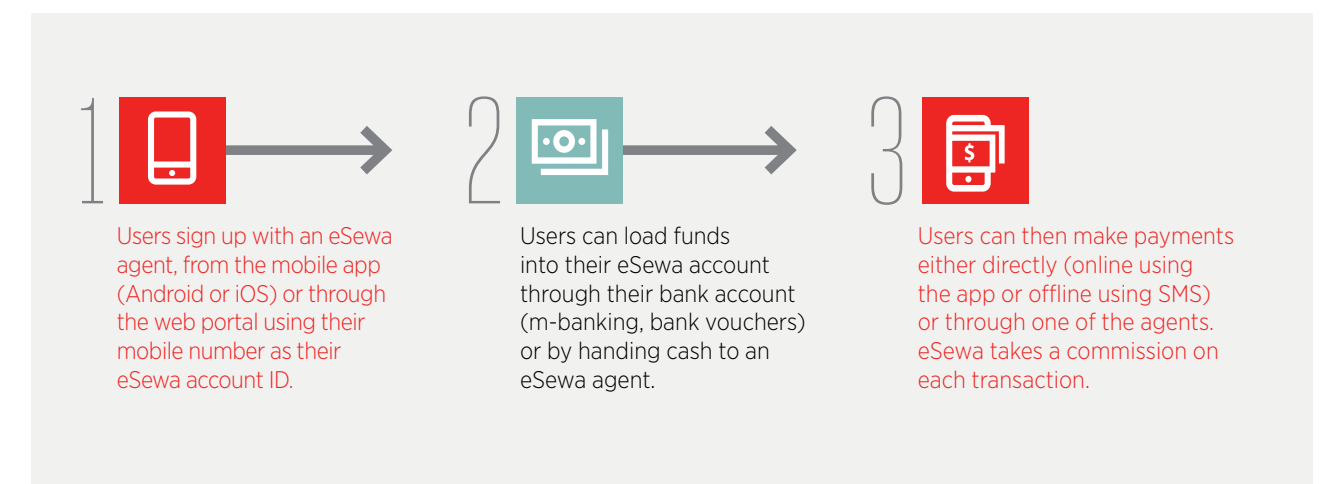 1
Users sign up with an eSewa
agent, from the mobile app
(Android or iOS) or through
the web portal using their
mobile number as their
eSewa account ID.
2
Users can load funds
into their eSewa account
through their bank account
(m-banking, bank vouchers)
or by handing cash to an
eSewa agent.
3
$
Users can then make payments
either directly (online using
the app or offline using SMS)
or through one of the agents.
eSewa takes a commission on
each transaction.